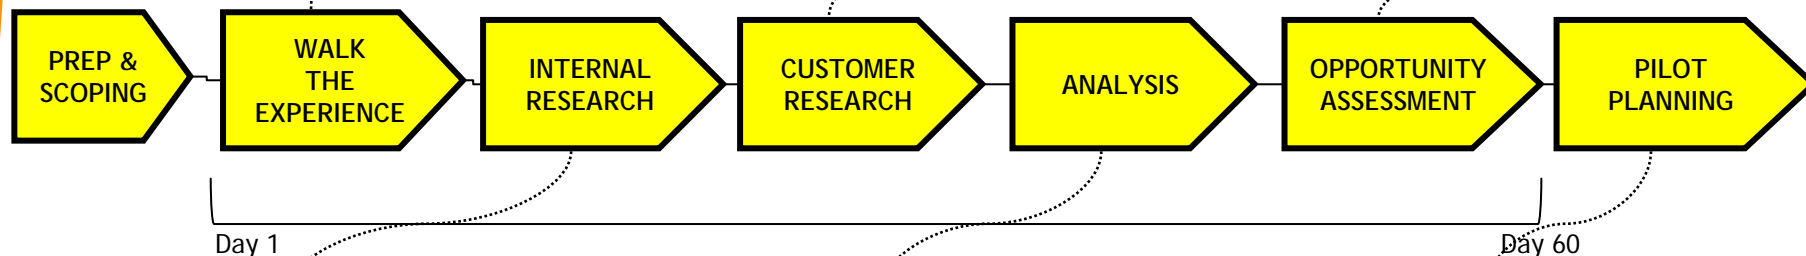 PREP &
SCOPING
WALK
THE
EXPERIENCE
INTERNAL
RESEARCH
CUSTOMER
RESEARCH
ANALYSIS
OPPORTUNITY
ASSESSMENT
PILOT
PLANNING
Day 1
Day 60